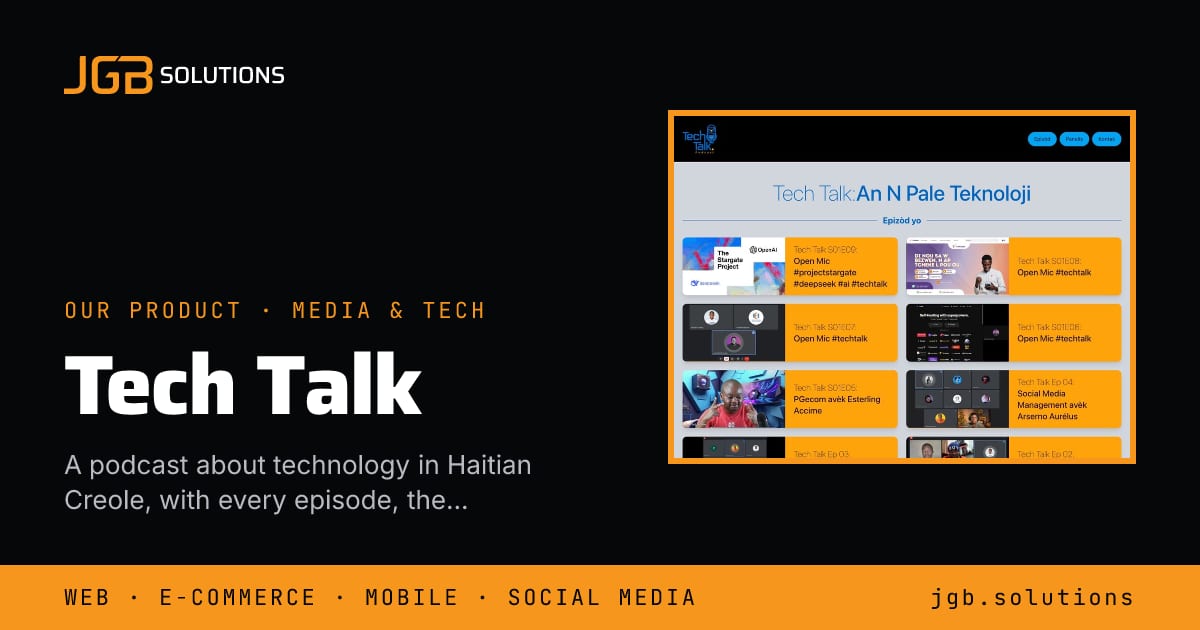 JGB SOLUTIONS
OUR PRODUCT · MEDIA & TECH
Tech Talk
A podcast about technology in Haitian
Creole, with every episode, the...
Tech
Talk.
Epizòd
Panelis
Kontak
Tech Talk:An N Pale Teknoloji
Epizòd yo
The
Stargate
Project
OpenAI
deepseek
Tech Talk S01E09:
Open Mic
#projectstargate
#deepseek #ai #techtalk
Tech Talk S01E08:
Open Mic #techtalk
Tech Talk S01E07:
Open Mic #techtalk
Tech Talk S01E06:
Open Mic #techtalk
Tech Talk S01E05:
PGecom avèk Esterling
Accime
Tech Talk Ep 04:
Social Media
Management avèk
Arserno Aurélus
Tech Talk Ep 03:
Tech Talk Ep 02:
WEB · E-COMMERCE · MOBILE · SOCIAL MEDIA
jgb.solutions